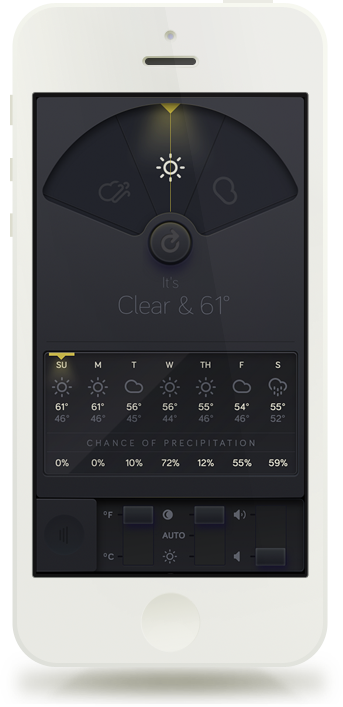 It's
Clear & 61°
SU M T W TH F S
61° 61° 56° 56° 55° 54° 55°
46° 46° 45° 44° 46° 46° 52°
CHANCE OF PRECIPITATION
0% 0% 10% 72% 12% 55% 59%
°F
AUTO
°C